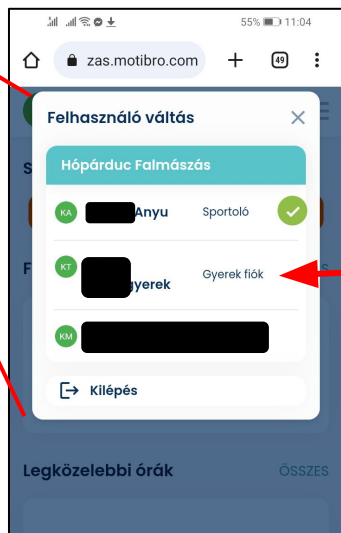 55% 11:04
zas.motibro.com + 49
Felhasználó váltás
Hópárduc Falmászás
KA Anyu Sportoló
KT gyerek Gyerek fiók
KM
Kilépés
Legközelebbi órák ÖSSZES